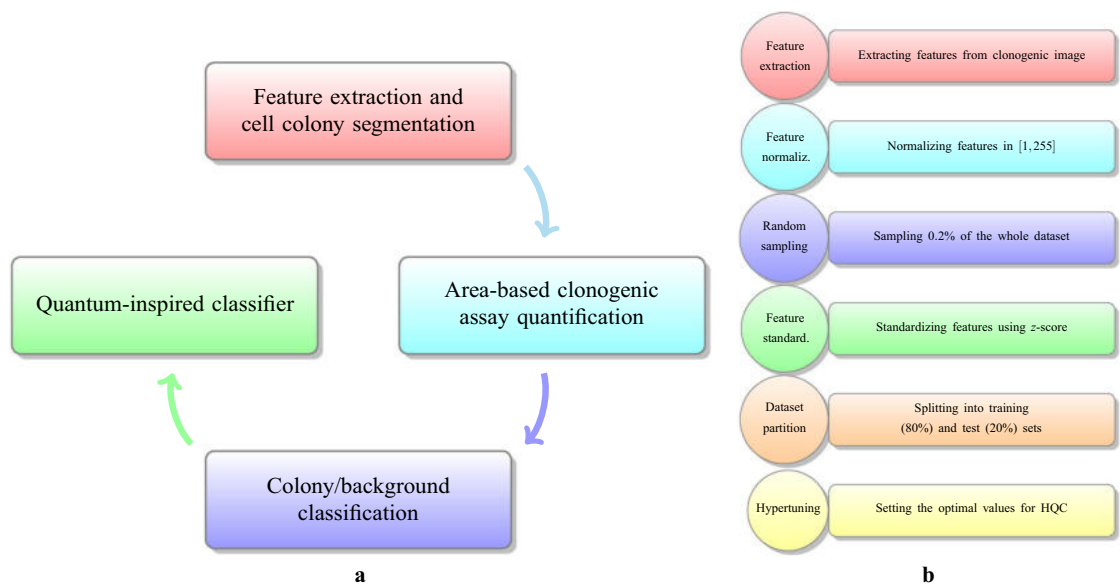 Feature extraction and
cell colony segmentation
Area-based clonogenic
assay quantification
Colony/background
classification
Quantum-inspired classifier
a
Feature
extraction
Extracting features from clonogenic image
Feature
normaliz.
Normalizing features in [1,255]
Random
sampling
Sampling 0.2% of the whole dataset
Feature
standard.
Standardizing features using z-score
Dataset
partition
Splitting into training
(80%) and test (20%) sets
Hypertuning
Setting the optimal values for HQC
b